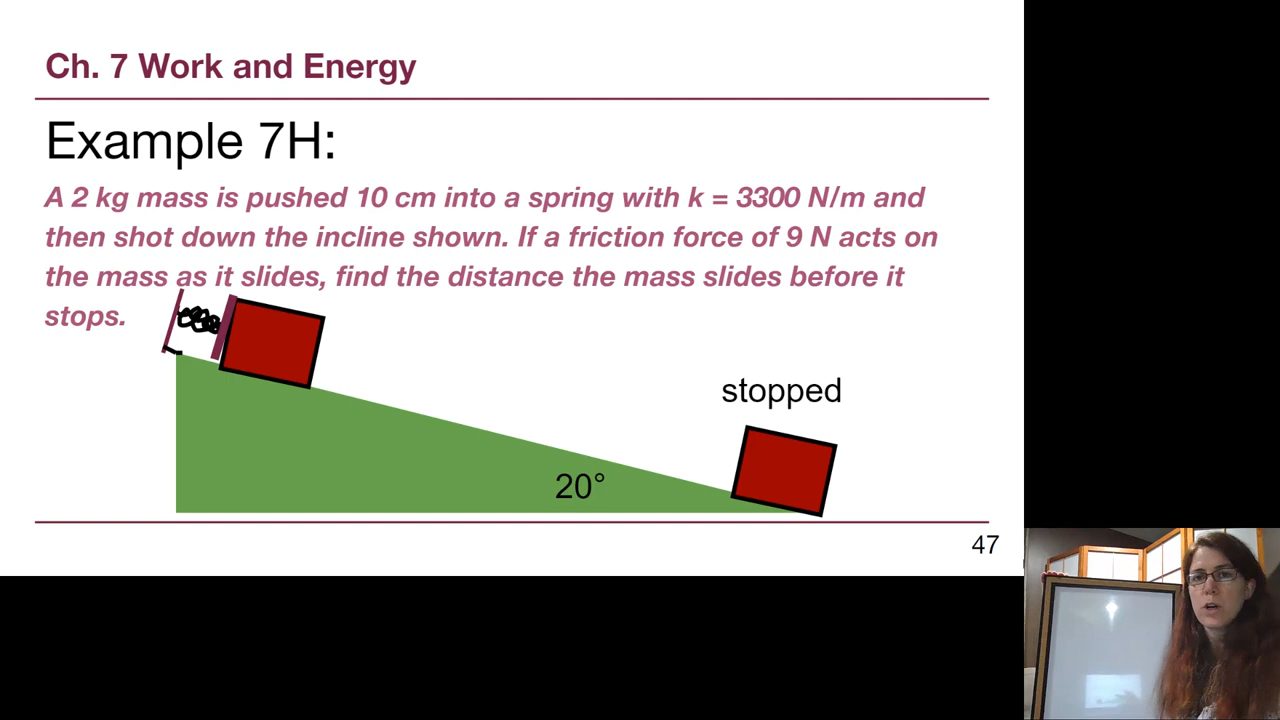 Ch. 7 Work and Energy
Example 7H:
A 2 kg mass is pushed 10 cm into a spring with k = 3300 N/m and
then shot down the incline shown. If a friction force of 9 N acts on
the mass as it slides, find the distance the mass slides before it
stops.
stopped
20°
47